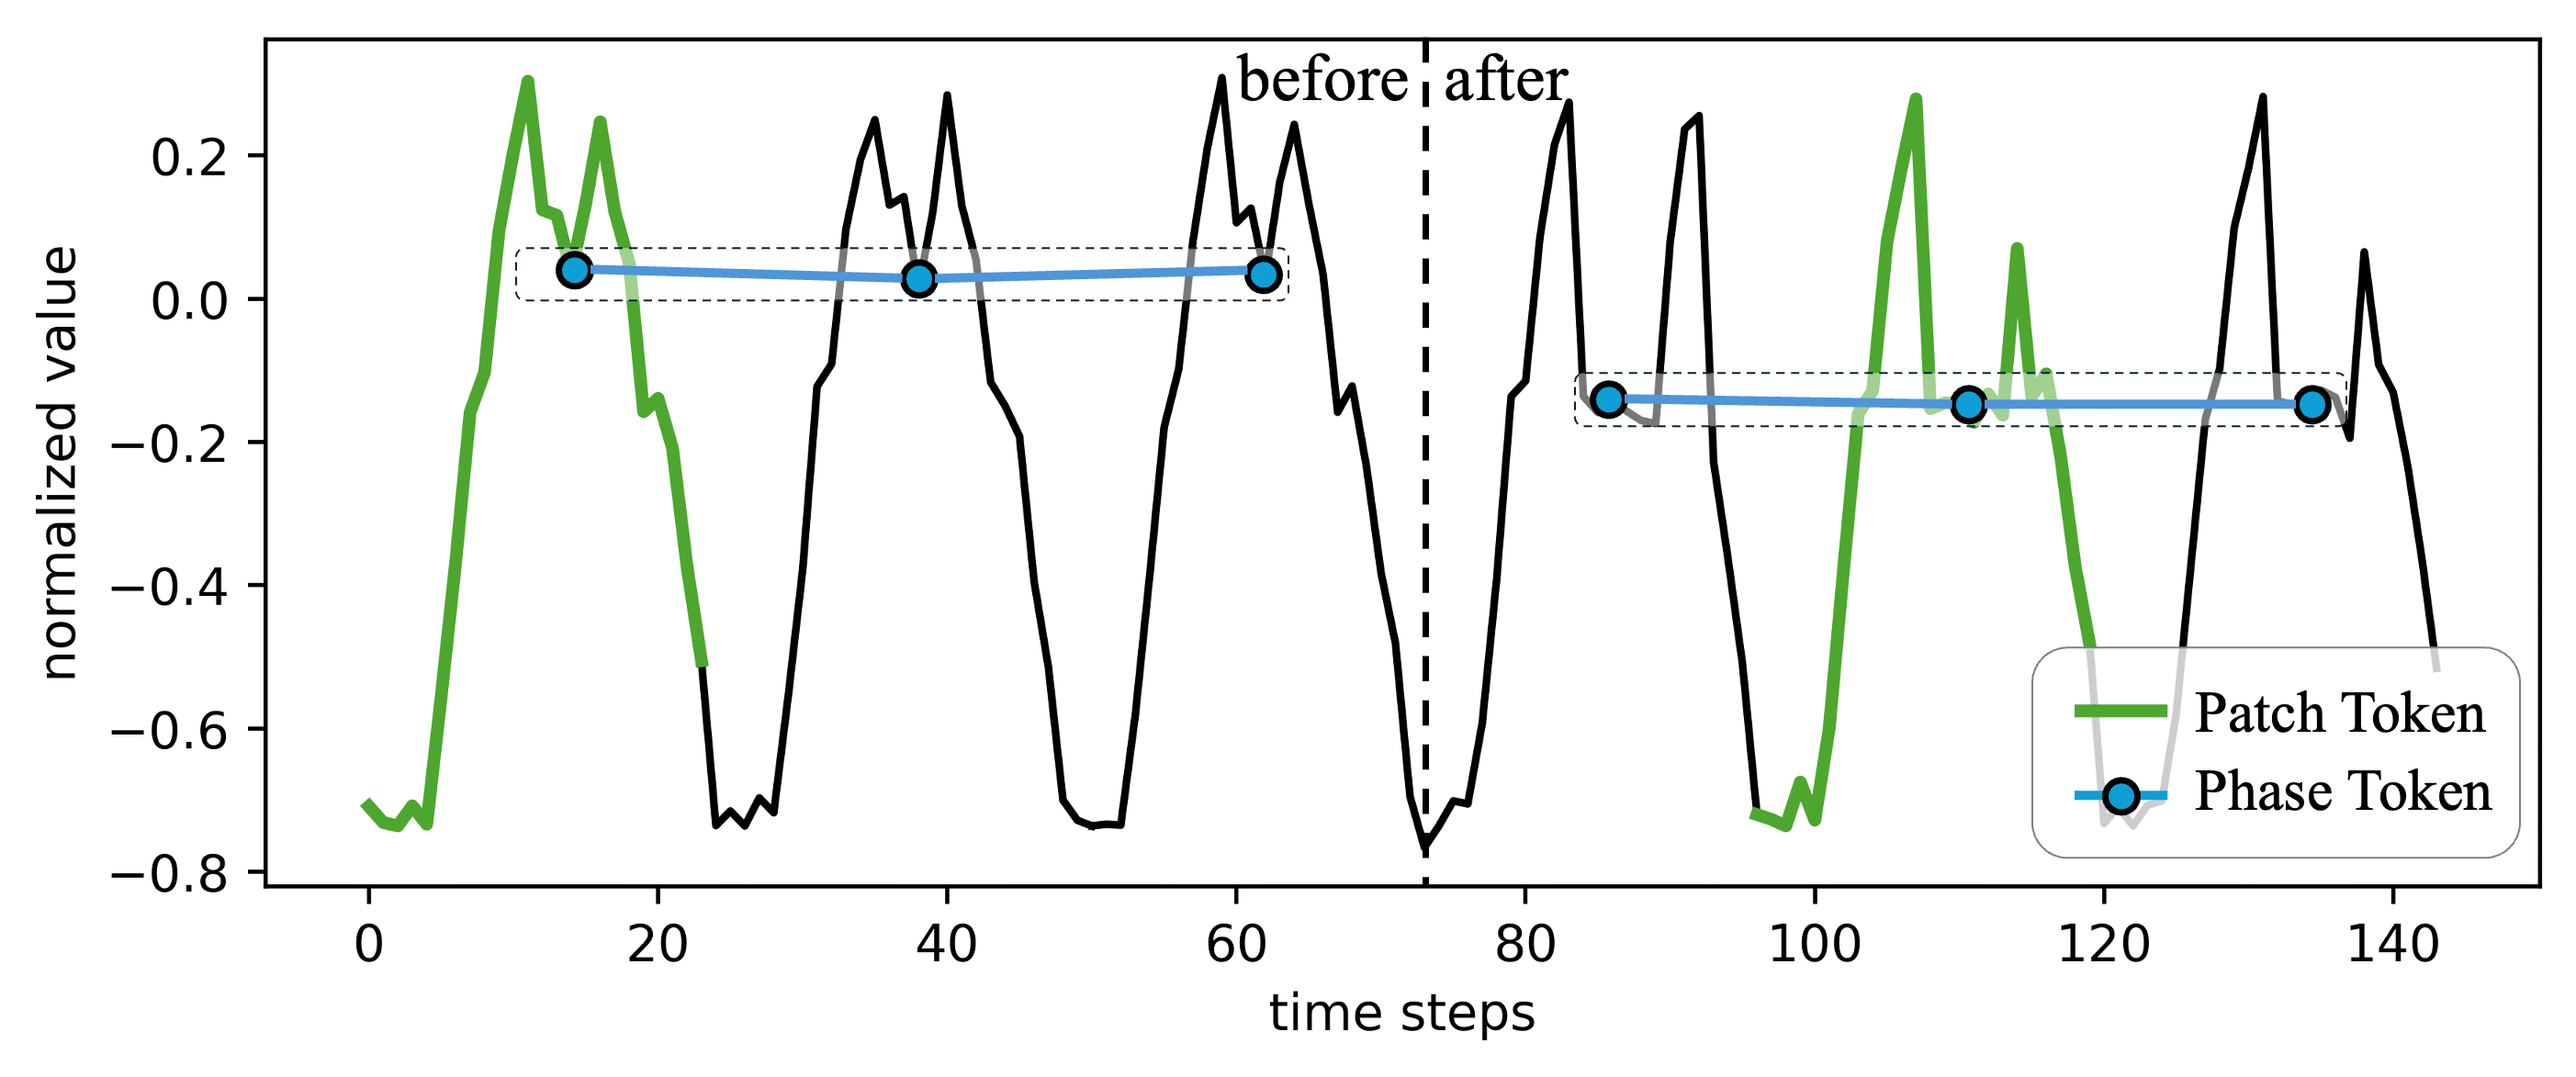 before after
normalized value
0.2
0.0
−0.2
−0.4
−0.6
−0.8
Patch Token
Phase Token
0 20 40 60 80 100 120 140
time steps